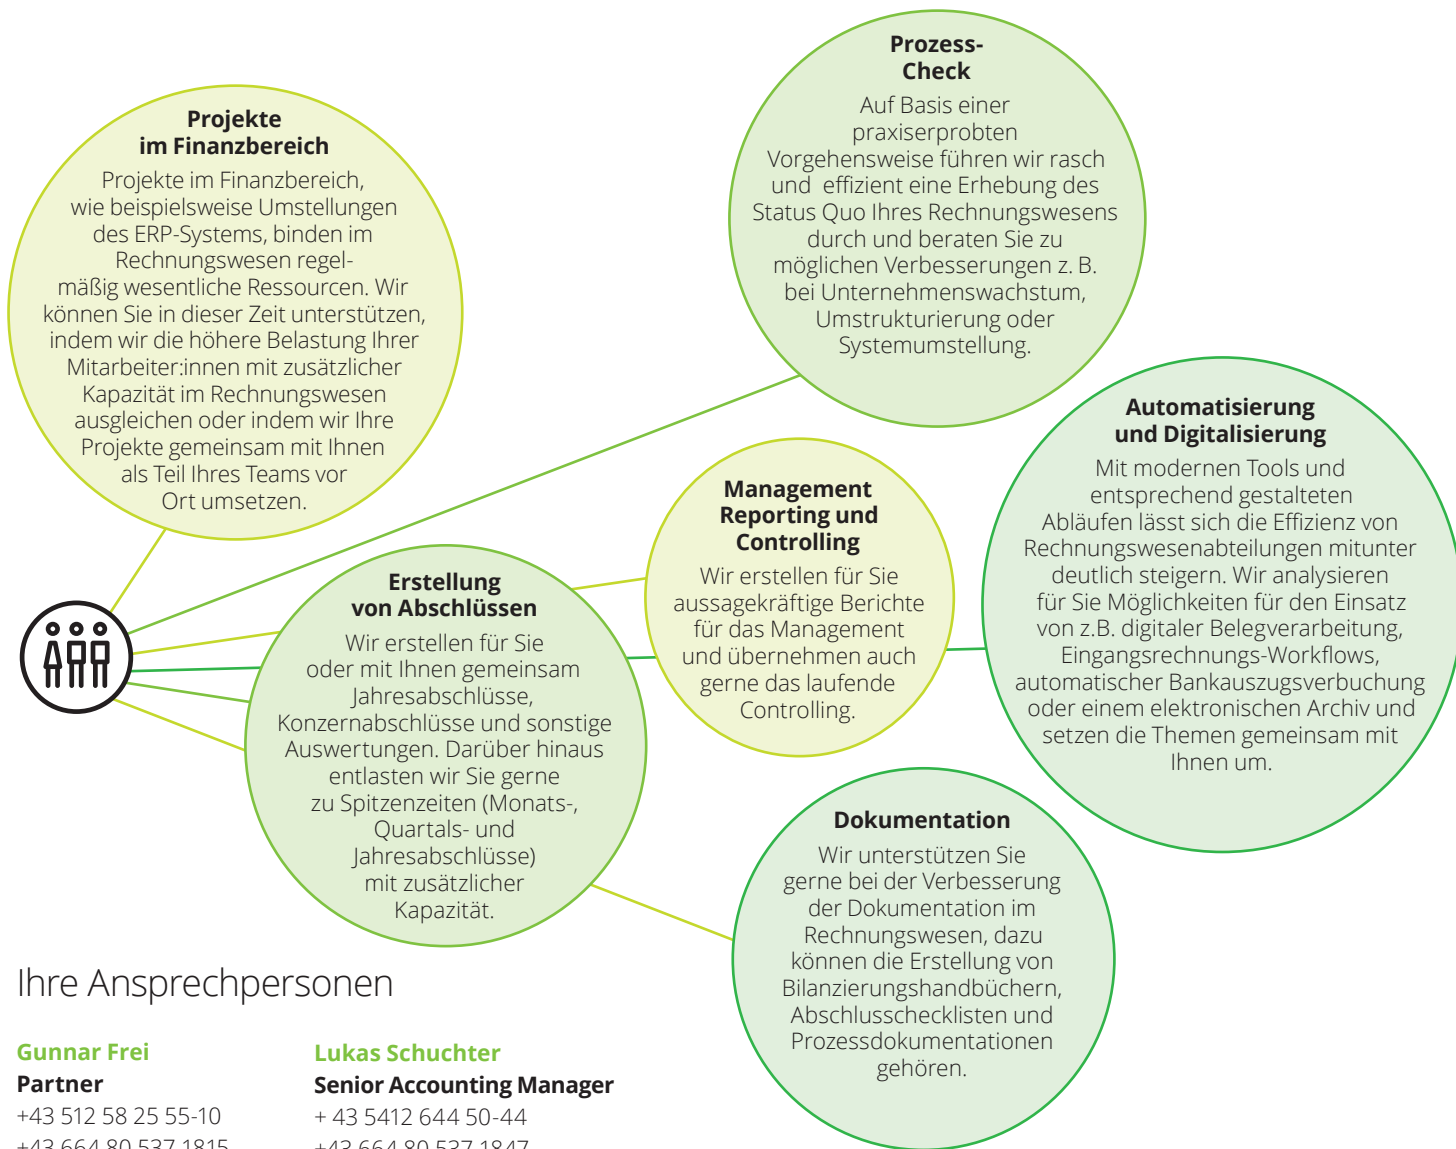 Projekte
im Finanzbereich
Projekte im Finanzbereich,
wie beispielsweise Umstellungen
des ERP-Systems, binden im
Rechnungswesen regel-
mäßig wesentliche Ressourcen. Wir
können Sie in dieser Zeit unterstützen,
indem wir die höhere Belastung Ihrer
Mitarbeiter:innen mit zusätzlicher
Kapazität im Rechnungswesen
ausgleichen oder indem wir Ihre
Projekte gemeinsam mit Ihnen
als Teil Ihres Teams vor
Ort umsetzen.
Prozess-
Check
Auf Basis einer
praxiserprobten
Vorgehensweise führen wir rasch
und effizient eine Erhebung des
Status Quo Ihres Rechnungswesens
durch und beraten Sie zu
möglichen Verbesserungen z. B.
bei Unternehmenswachstum,
Umstrukturierung oder
Systemumstellung.
Automatisierung
und Digitalisierung
Mit modernen Tools und
entsprechend gestalteten
Abläufen lässt sich die Effizienz von
Rechnungswesenabteilungen mitunter
deutlich steigern. Wir analysieren
für Sie Möglichkeiten für den Einsatz
von z.B. digitaler Belegverarbeitung,
Eingangsrechnungs-Workflows,
automatischer Bankauszugsverbuchung
oder einem elektronischen Archiv und
setzen die Themen gemeinsam mit
Ihnen um.
Management
Reporting und
Controlling
Wir erstellen für Sie
aussagekräftige Berichte
für das Management
und übernehmen auch
gerne das laufende
Controlling.
Erstellung
von Abschlüssen
Wir erstellen für Sie
oder mit Ihnen gemeinsam
Jahresabschlüsse,
Konzernabschlüsse und sonstige
Auswertungen. Darüber hinaus
entlasten wir Sie gerne
zu Spitzenzeiten (Monats-,
Quartals- und
Jahresabschlüsse)
mit zusätzlicher
Kapazität.
Dokumentation
Wir unterstützen Sie
gerne bei der Verbesserung
der Dokumentation im
Rechnungswesen, dazu
können die Erstellung von
Bilanzierungshandbüchern,
Abschlusschecklisten und
Prozessdokumentationen
gehören.
Ihre Ansprechpersonen
Gunnar Frei
Partner
+43 512 58 25 55-10
+43 664 80 537 1815
Lukas Schuchter
Senior Accounting Manager
+ 43 5412 644 50-44
+43 664 80 537 1847